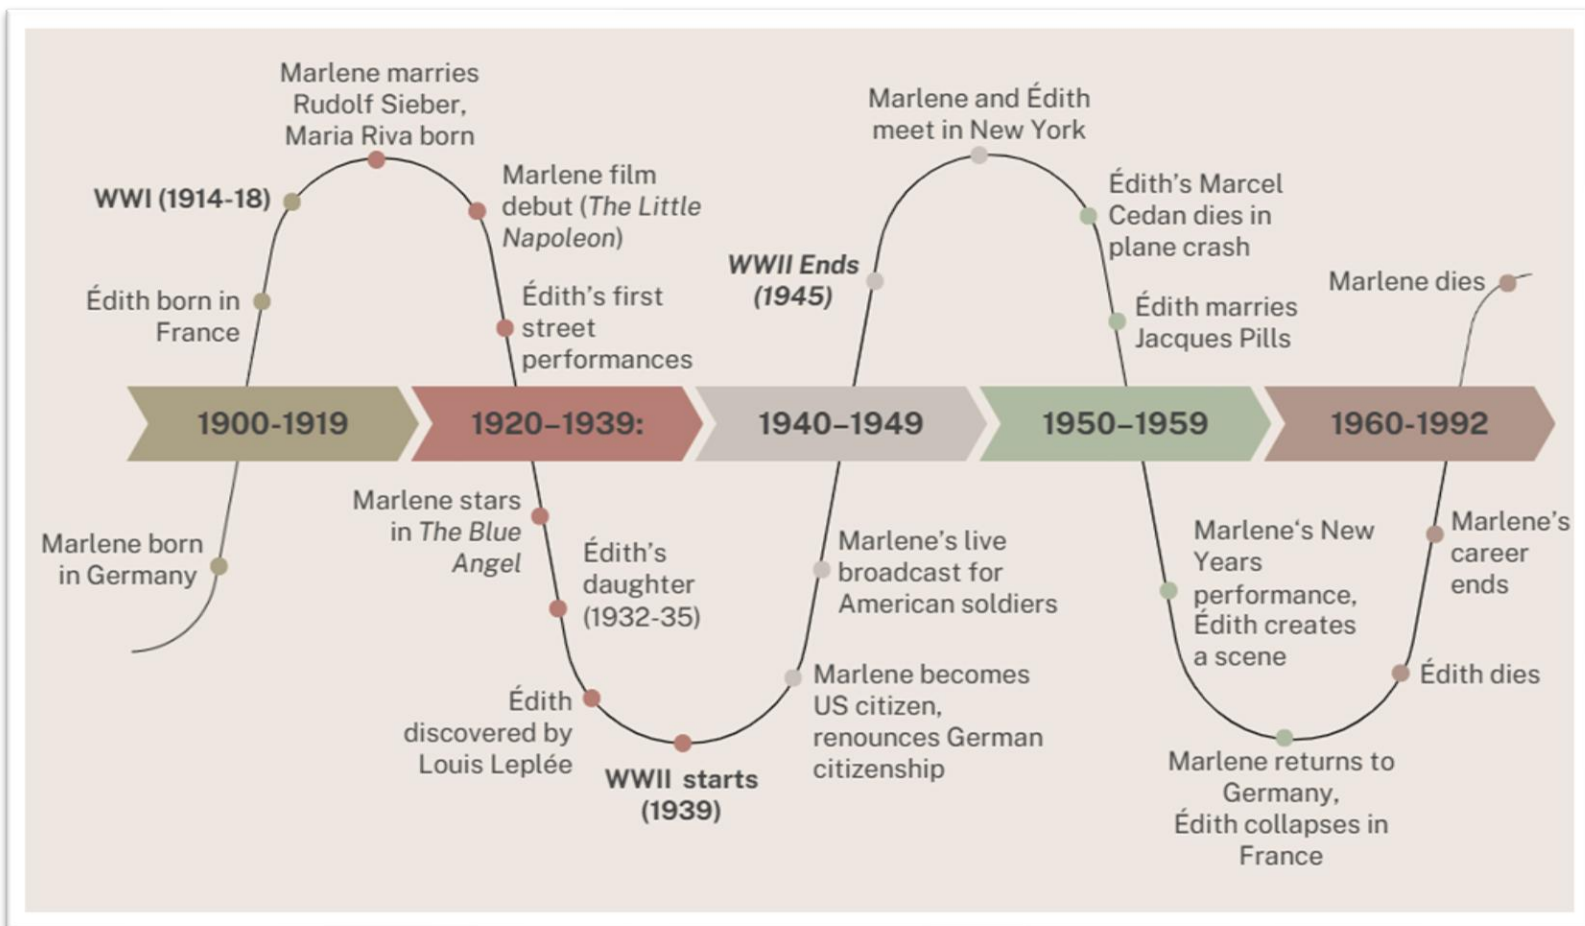 Marlene marries
Rudolf Sieber,
Maria Riva born
WWI (1914-18)
Marlene film
debut (The Little
Napoleon)
Édith born in
France
Édith's first
street
performances
Marlene and Édith
meet in New York
WWII Ends
(1945)
Édith's Marcel
Cedan dies in
plane crash
Édith marries
Jacques Pills
Marlene dies
1900-1919
1920–1939:
1940–1949
1950–1959
1960-1992
Marlene born
in Germany
Marlene stars
in The Blue
Angel
Édith's
daughter
(1932-35)
Édith
discovered by
Louis Leplée
WWII starts
(1939)
Marlene's live
broadcast for
American soldiers
Marlene becomes
US citizen,
renounces German
citizenship
Marlene‘s New
Years
performance,
Édith creates
a scene
Marlene returns to
Germany,
Édith collapses in
France
Marlene's
career
ends
Édith dies